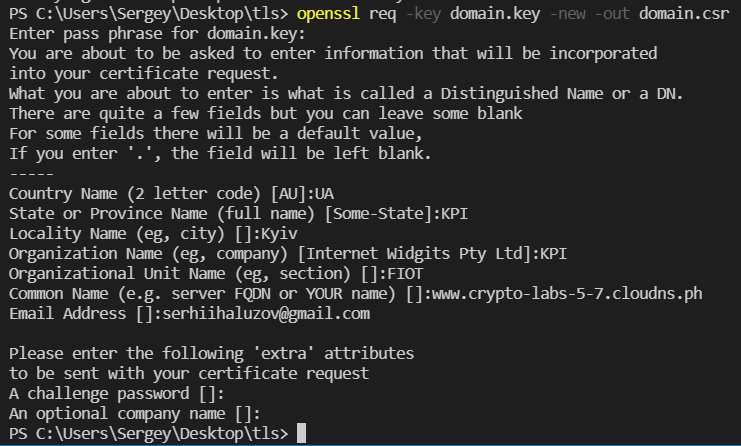 PS C:\Users\Sergey\Desktop\tls> openssl req -key domain.key -new -out domain.csr
Enter pass phrase for domain.key:
You are about to be asked to enter information that will be incorporated
into your certificate request.
What you are about to enter is what is called a Distinguished Name or a DN.
There are quite a few fields but you can leave some blank
For some fields there will be a default value,
If you enter '.', the field will be left blank.
-----
Country Name (2 letter code) [AU]:UA
State or Province Name (full name) [Some-State]:KPI
Locality Name (eg, city) []:Kyiv
Organization Name (eg, company) [Internet Widgits Pty Ltd]:KPI
Organizational Unit Name (eg, section) []:FIOT
Common Name (e.g. server FQDN or YOUR name) []:www.crypto-labs-5-7.cloudns.ph
Email Address []:serhiihaluzov@gmail.com

Please enter the following 'extra' attributes
to be sent with your certificate request
A challenge password []:
An optional company name []:
PS C:\Users\Sergey\Desktop\tls>